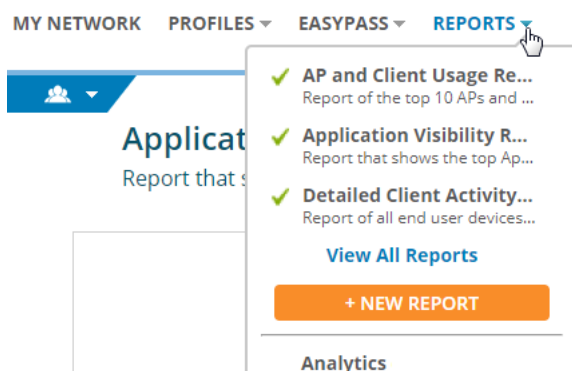 MY NETWORK PROFILES EASYPASS REPORTS
AP and Client Usage Re...
Report of the top 10 APs and ...
Applicat
Application Visibility R...
Report that
Report that shows the top Ap...
Detailed Client Activity...
Report of all end user devices...
View All Reports
+ NEW REPORT
Analytics